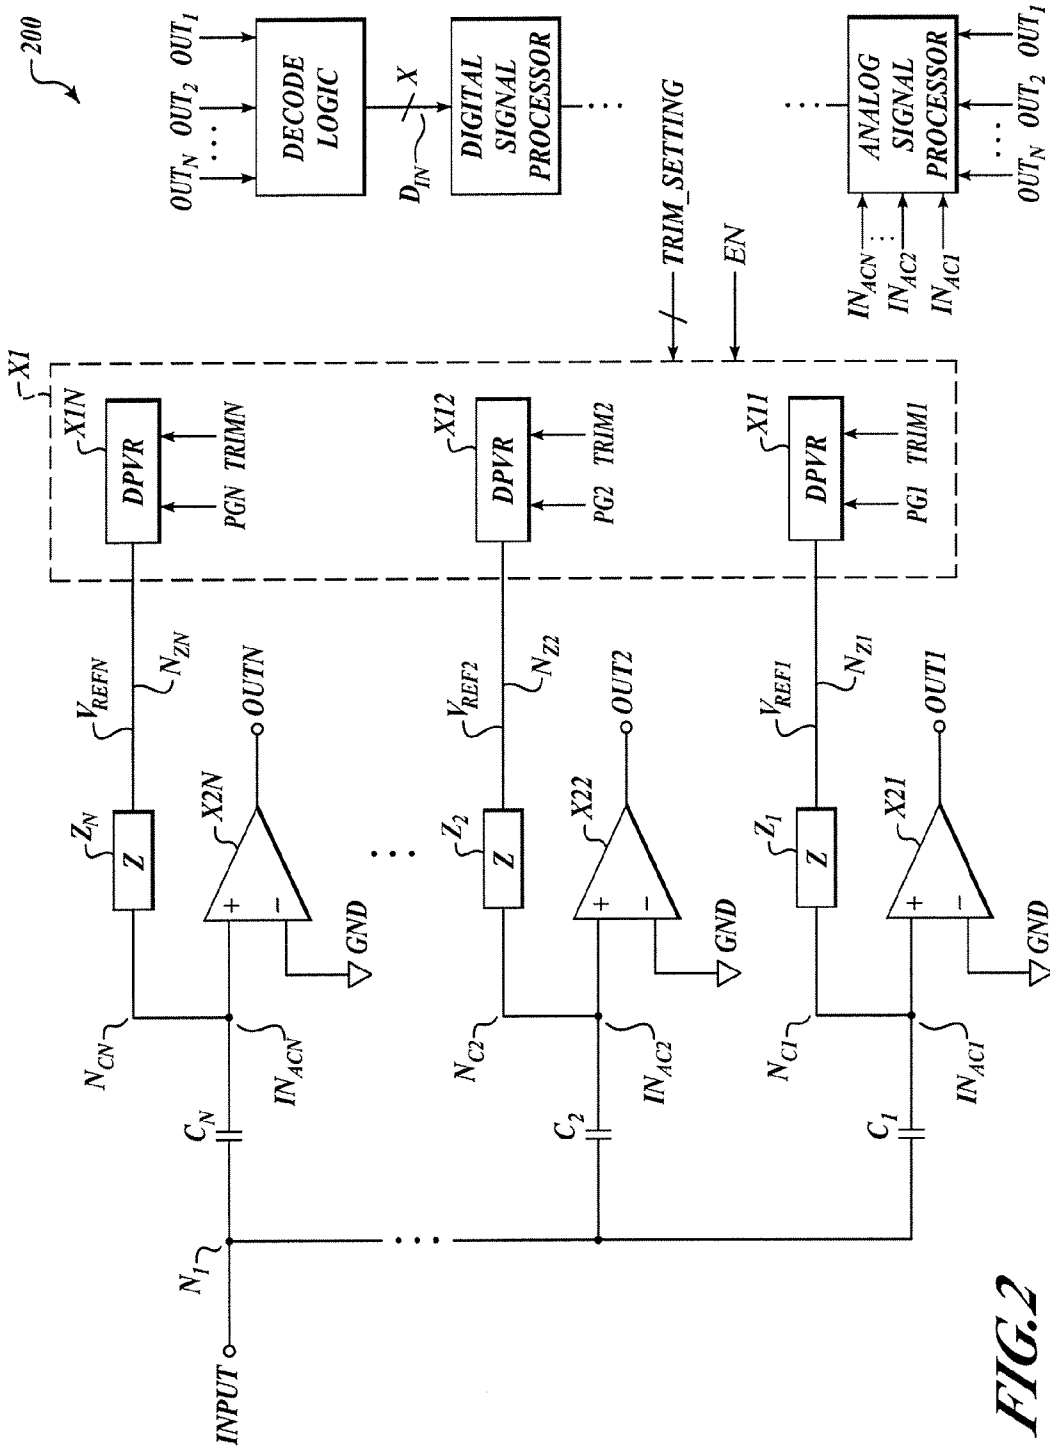 200
OUT_N OUT_2 OUT_1
DECODE
LOGIC
D_IN
X
DIGITAL
SIGNAL
PROCESSOR
ANALOG
SIGNAL
PROCESSOR
OUT_N OUT_2 OUT_1
IN_ACN
IN_AC2
IN_AC1
TRIM_SETTING
EN
X1
X1N
DPVR
PGN TRIMN
X12
DPVR
PG2 TRIM2
X11
DPVR
PG1 TRIM1
V_REFN
N_ZN
Z_N
Z
X2N
OUTN
+
−
GND
N_CN
IN_ACN
C_N
V_REF2
N_Z2
Z_2
Z
X22
OUT2
+
−
GND
N_C2
IN_AC2
C_2
V_REF1
N_Z1
Z_1
Z
X21
OUT1
+
−
GND
N_C1
IN_AC1
C_1
N_1
INPUT
FIG.2